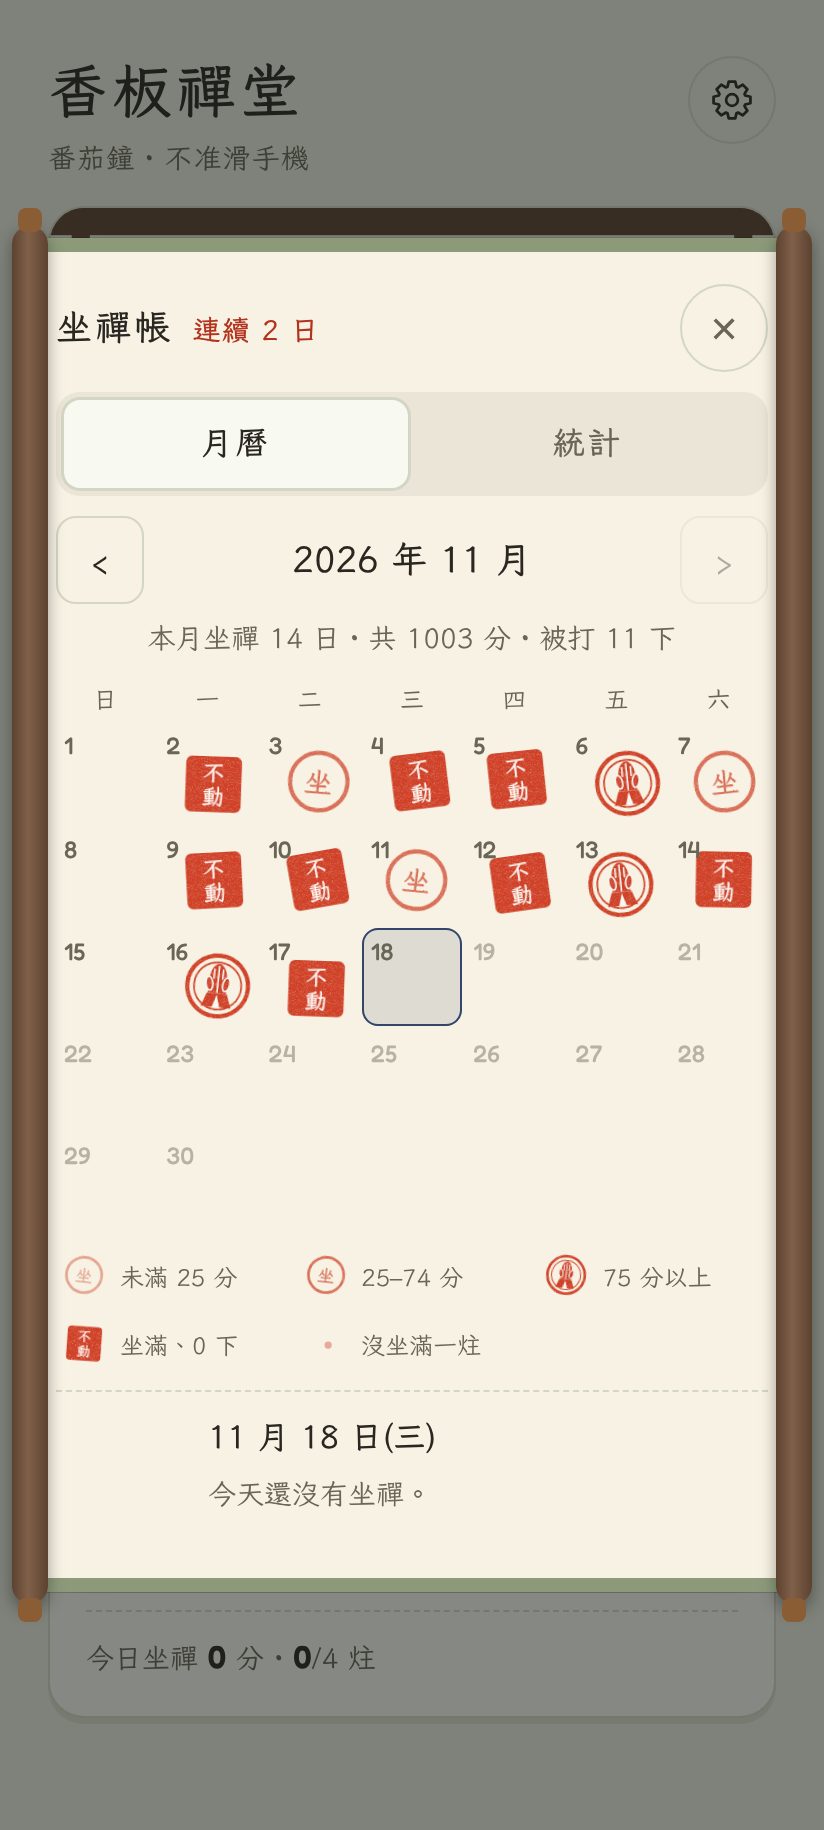 香板禪堂
番茄鐘・不准滑手機
坐禪帳 連續 2 日
✕
月曆 統計
< 2026 年 11 月 >
本月坐禪 14 日・共 1003 分・被打 11 下
日 一 二 三 四 五 六
1 2 不動 3 坐 4 不動 5 不動 6 7 坐
8 9 不動 10 不動 11 坐 12 不動 13 14 不動
15 16 17 不動 18 19 20 21
22 23 24 25 26 27 28
29 30
坐 未滿 25 分 坐 25–74 分 75 分以上
不動 坐滿、0 下 沒坐滿一炷
11 月 18 日(三)
今天還沒有坐禪。
今日坐禪 0 分・0/4 炷